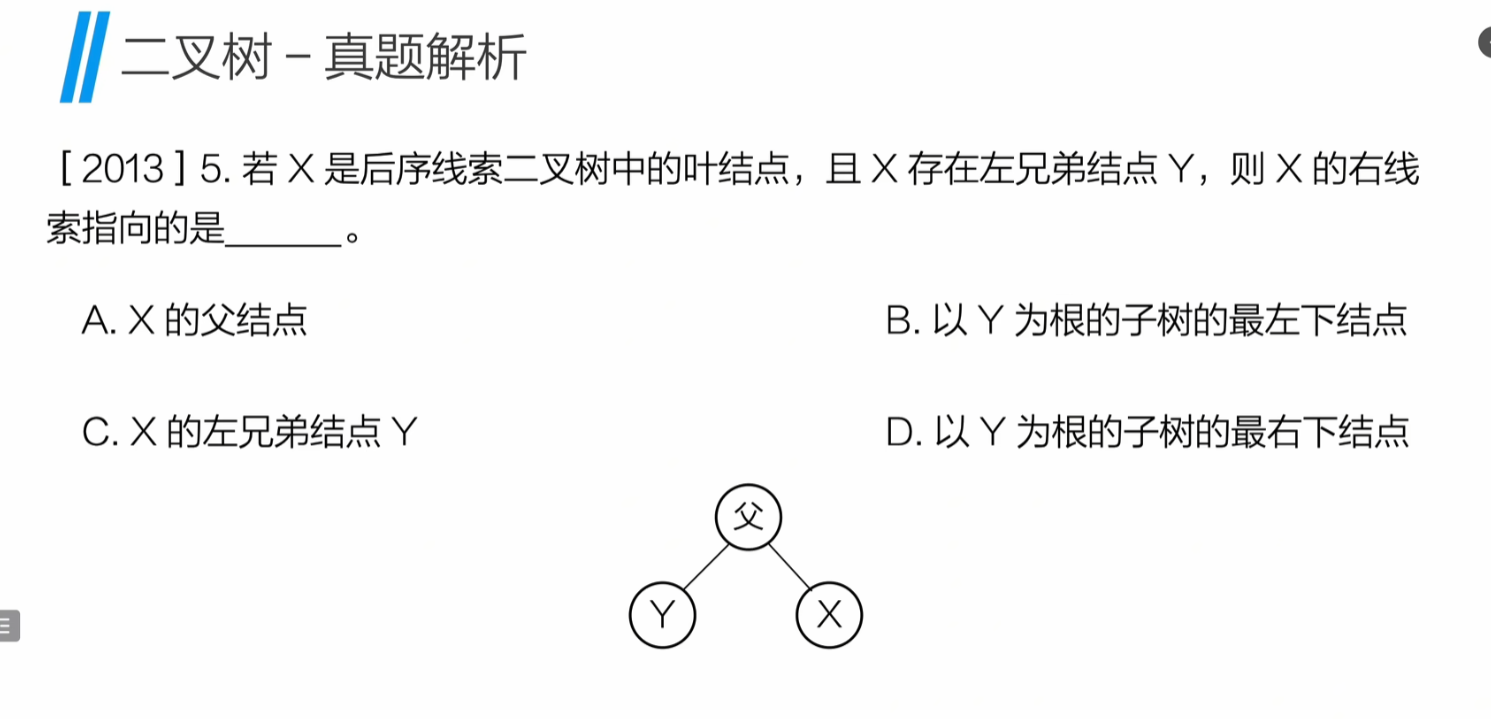 二叉树 – 真题解析
[ 2013 ] 5. 若 X 是后序线索二叉树中的叶结点，且 X 存在左兄弟结点 Y，则 X 的右线
索指向的是______。
A. X 的父结点
B. 以 Y 为根的子树的最左下结点
C. X 的左兄弟结点 Y
D. 以 Y 为根的子树的最右下结点
父
Y
X